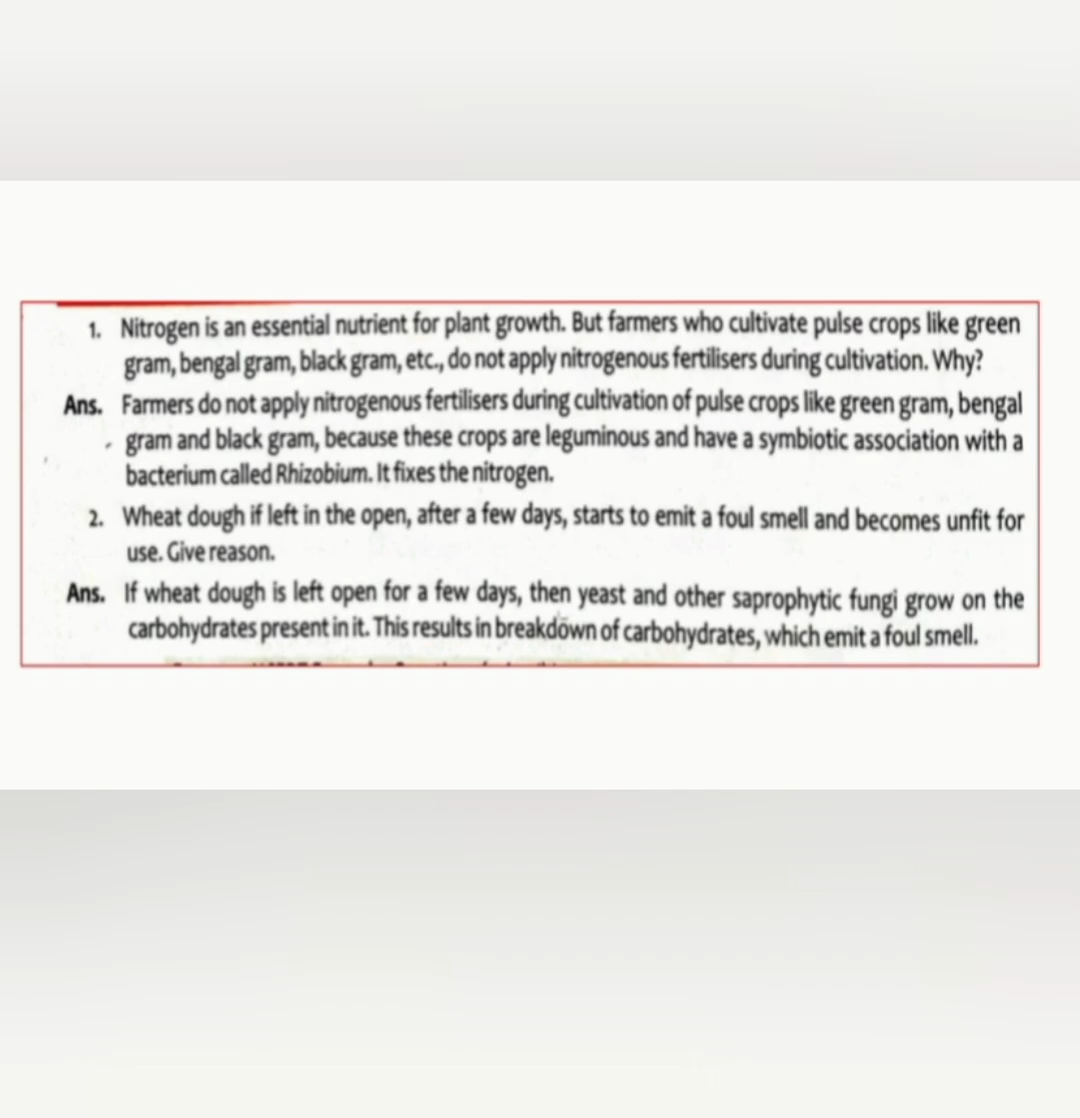 1. Nitrogen is an essential nutrient for plant growth. But farmers who cultivate pulse crops like green
gram, bengal gram, black gram, etc., do not apply nitrogenous fertilisers during cultivation. Why?
Ans. Farmers do not apply nitrogenous fertilisers during cultivation of pulse crops like green gram, bengal
gram and black gram, because these crops are leguminous and have a symbiotic association with a
bacterium called Rhizobium. It fixes the nitrogen.
2. Wheat dough if left in the open, after a few days, starts to emit a foul smell and becomes unfit for
use. Give reason.
Ans. If wheat dough is left open for a few days, then yeast and other saprophytic fungi grow on the
carbohydrates present in it. This results in breakdown of carbohydrates, which emit a foul smell.